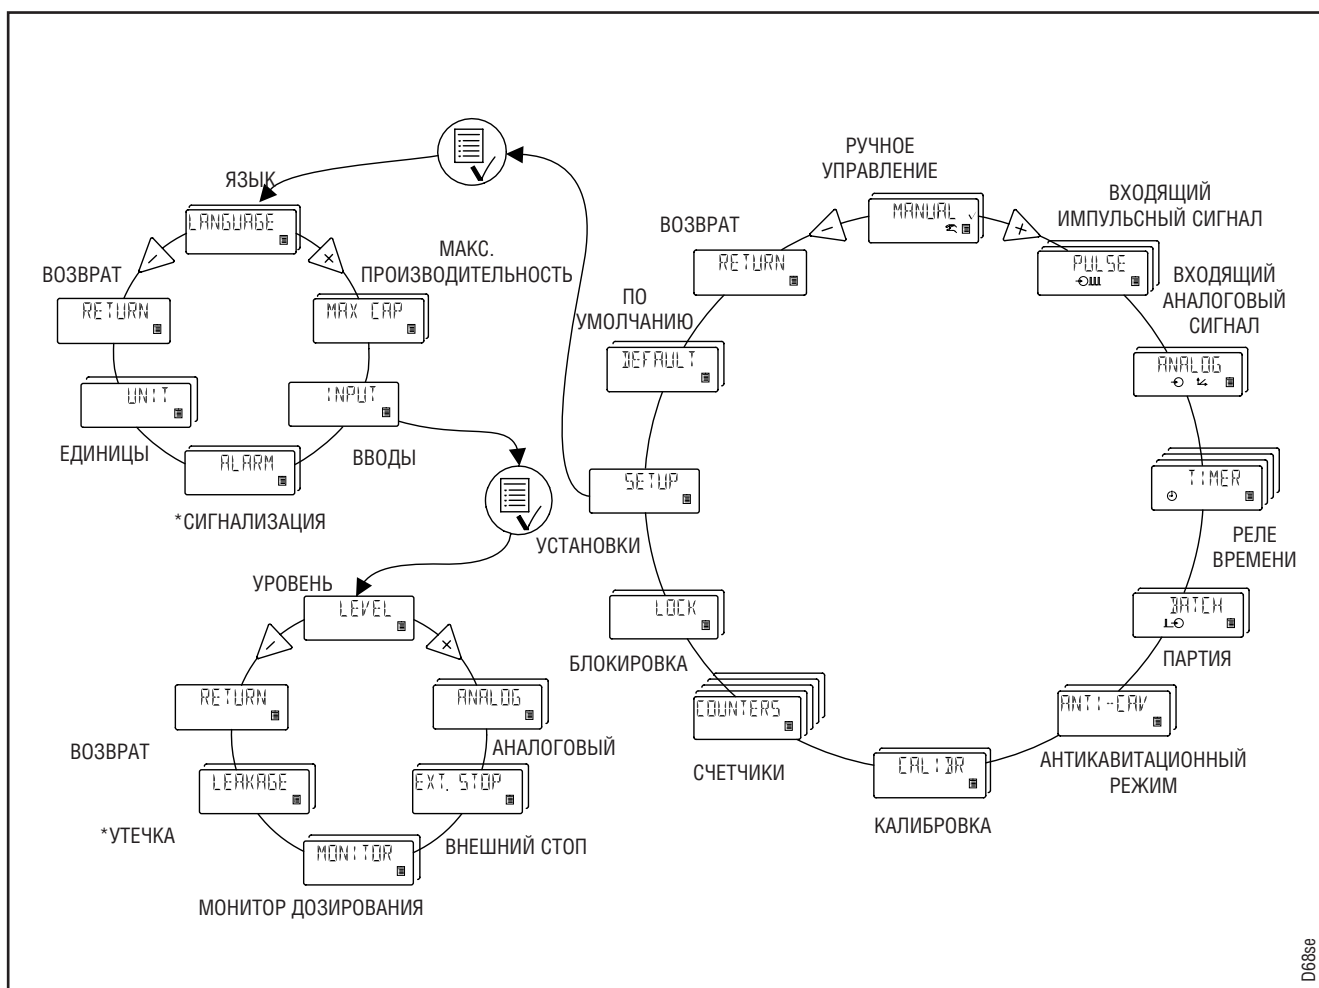 ЯЗЫК
LANGUAGE
ВОЗВРАТ
RETURN
МАКС.
ПРОИЗВОДИТЕЛЬНОСТЬ
MAX CAP
UNIT
ЕДИНИЦЫ
INPUT
ВВОДЫ
ALARM
*СИГНАЛИЗАЦИЯ
УРОВЕНЬ
LEVEL
RETURN
ВОЗВРАТ
ANALOG
АНАЛОГОВЫЙ
LEAKAGE
*УТЕЧКА
EXT. STOP
ВНЕШНИЙ СТОП
MONITOR
МОНИТОР ДОЗИРОВАНИЯ
РУЧНОЕ
УПРАВЛЕНИЕ
MANUAL
ВОЗВРАТ
RETURN
ВХОДЯЩИЙ
ИМПУЛЬСНЫЙ СИГНАЛ
PULSE
ПО
УМОЛЧАНИЮ
DEFAULT
ВХОДЯЩИЙ
АНАЛОГОВЫЙ
СИГНАЛ
ANALOG
SETUP
УСТАНОВКИ
TIMER
РЕЛЕ
ВРЕМЕНИ
LOCK
БЛОКИРОВКА
BATCH
ПАРТИЯ
COUNTERS
СЧЕТЧИКИ
ANTI-CAV
АНТИКАВИТАЦИОННЫЙ
РЕЖИМ
CALIBR
КАЛИБРОВКА
D68se